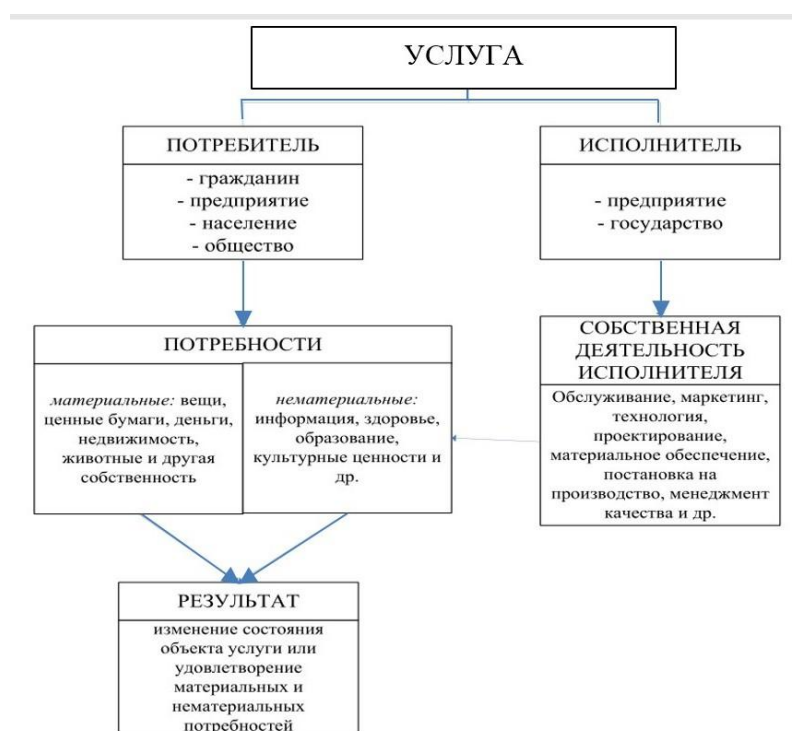 УСЛУГА
ПОТРЕБИТЕЛЬ
- гражданин
- предприятие
- население
- общество
ИСПОЛНИТЕЛЬ
- предприятие
- государство
ПОТРЕБНОСТИ
материальные: вещи,
ценные бумаги, деньги,
недвижимость,
животные и другая
собственность
нематериальные:
информация, здоровье,
образование,
культурные ценности и
др.
СОБСТВЕННАЯ
ДЕЯТЕЛЬНОСТЬ
ИСПОЛНИТЕЛЯ
Обслуживание, маркетинг,
технология,
проектирование,
материальное обеспечение,
постановка на
производство, менеджмент
качества и др.
РЕЗУЛЬТАТ
изменение состояния
объекта услуги или
удовлетворение
материальных и
нематериальных
потребностей